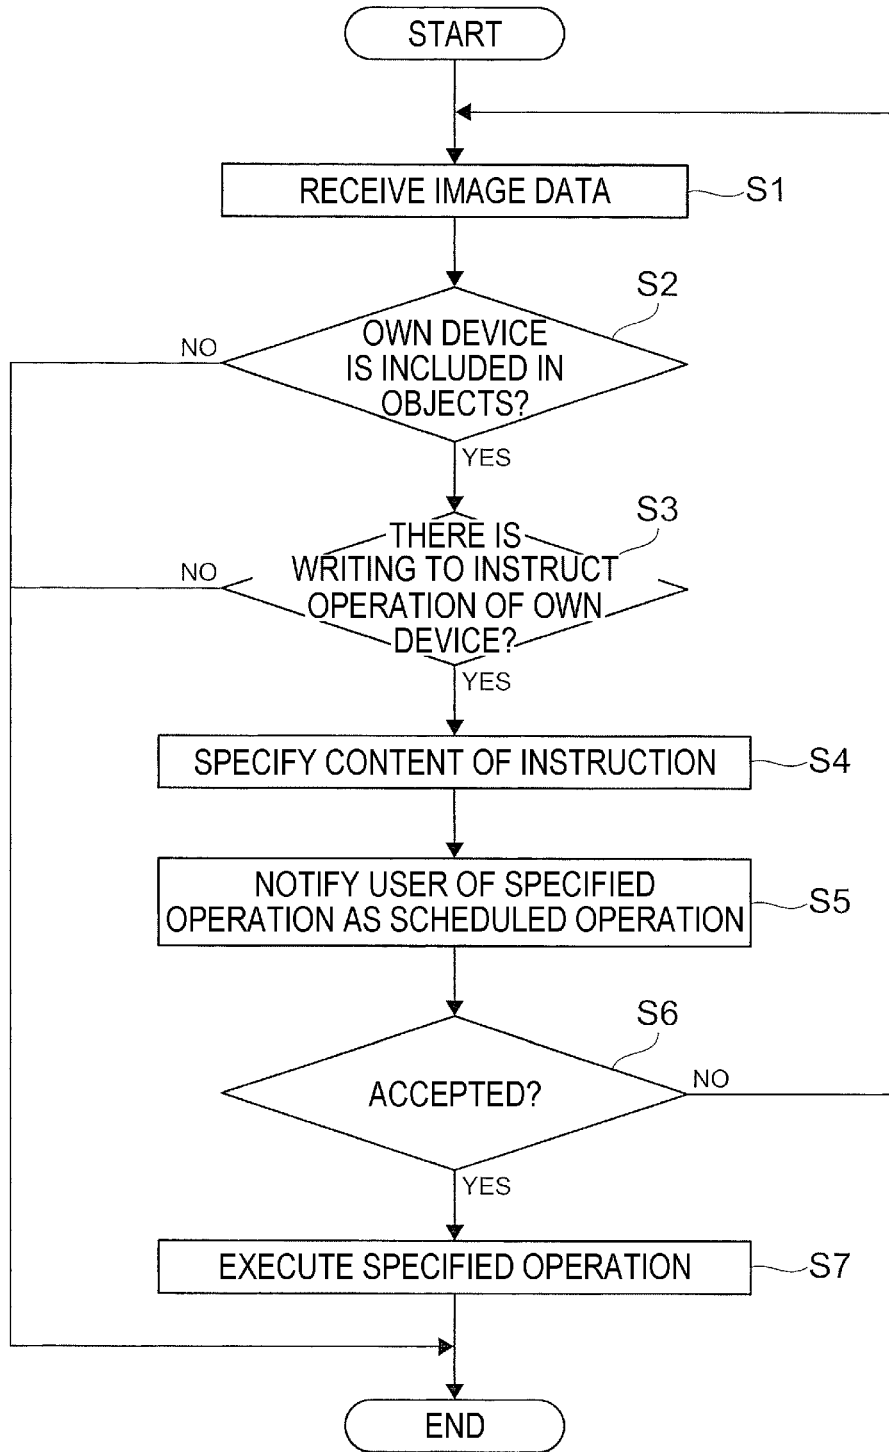 START
RECEIVE IMAGE DATA
S1
S2
OWN DEVICE
IS INCLUDED IN
OBJECTS?
NO
YES
S3
THERE IS
WRITING TO INSTRUCT
OPERATION OF OWN
DEVICE?
NO
YES
SPECIFY CONTENT OF INSTRUCTION
S4
NOTIFY USER OF SPECIFIED
OPERATION AS SCHEDULED OPERATION
S5
S6
ACCEPTED?
NO
YES
EXECUTE SPECIFIED OPERATION
S7
END